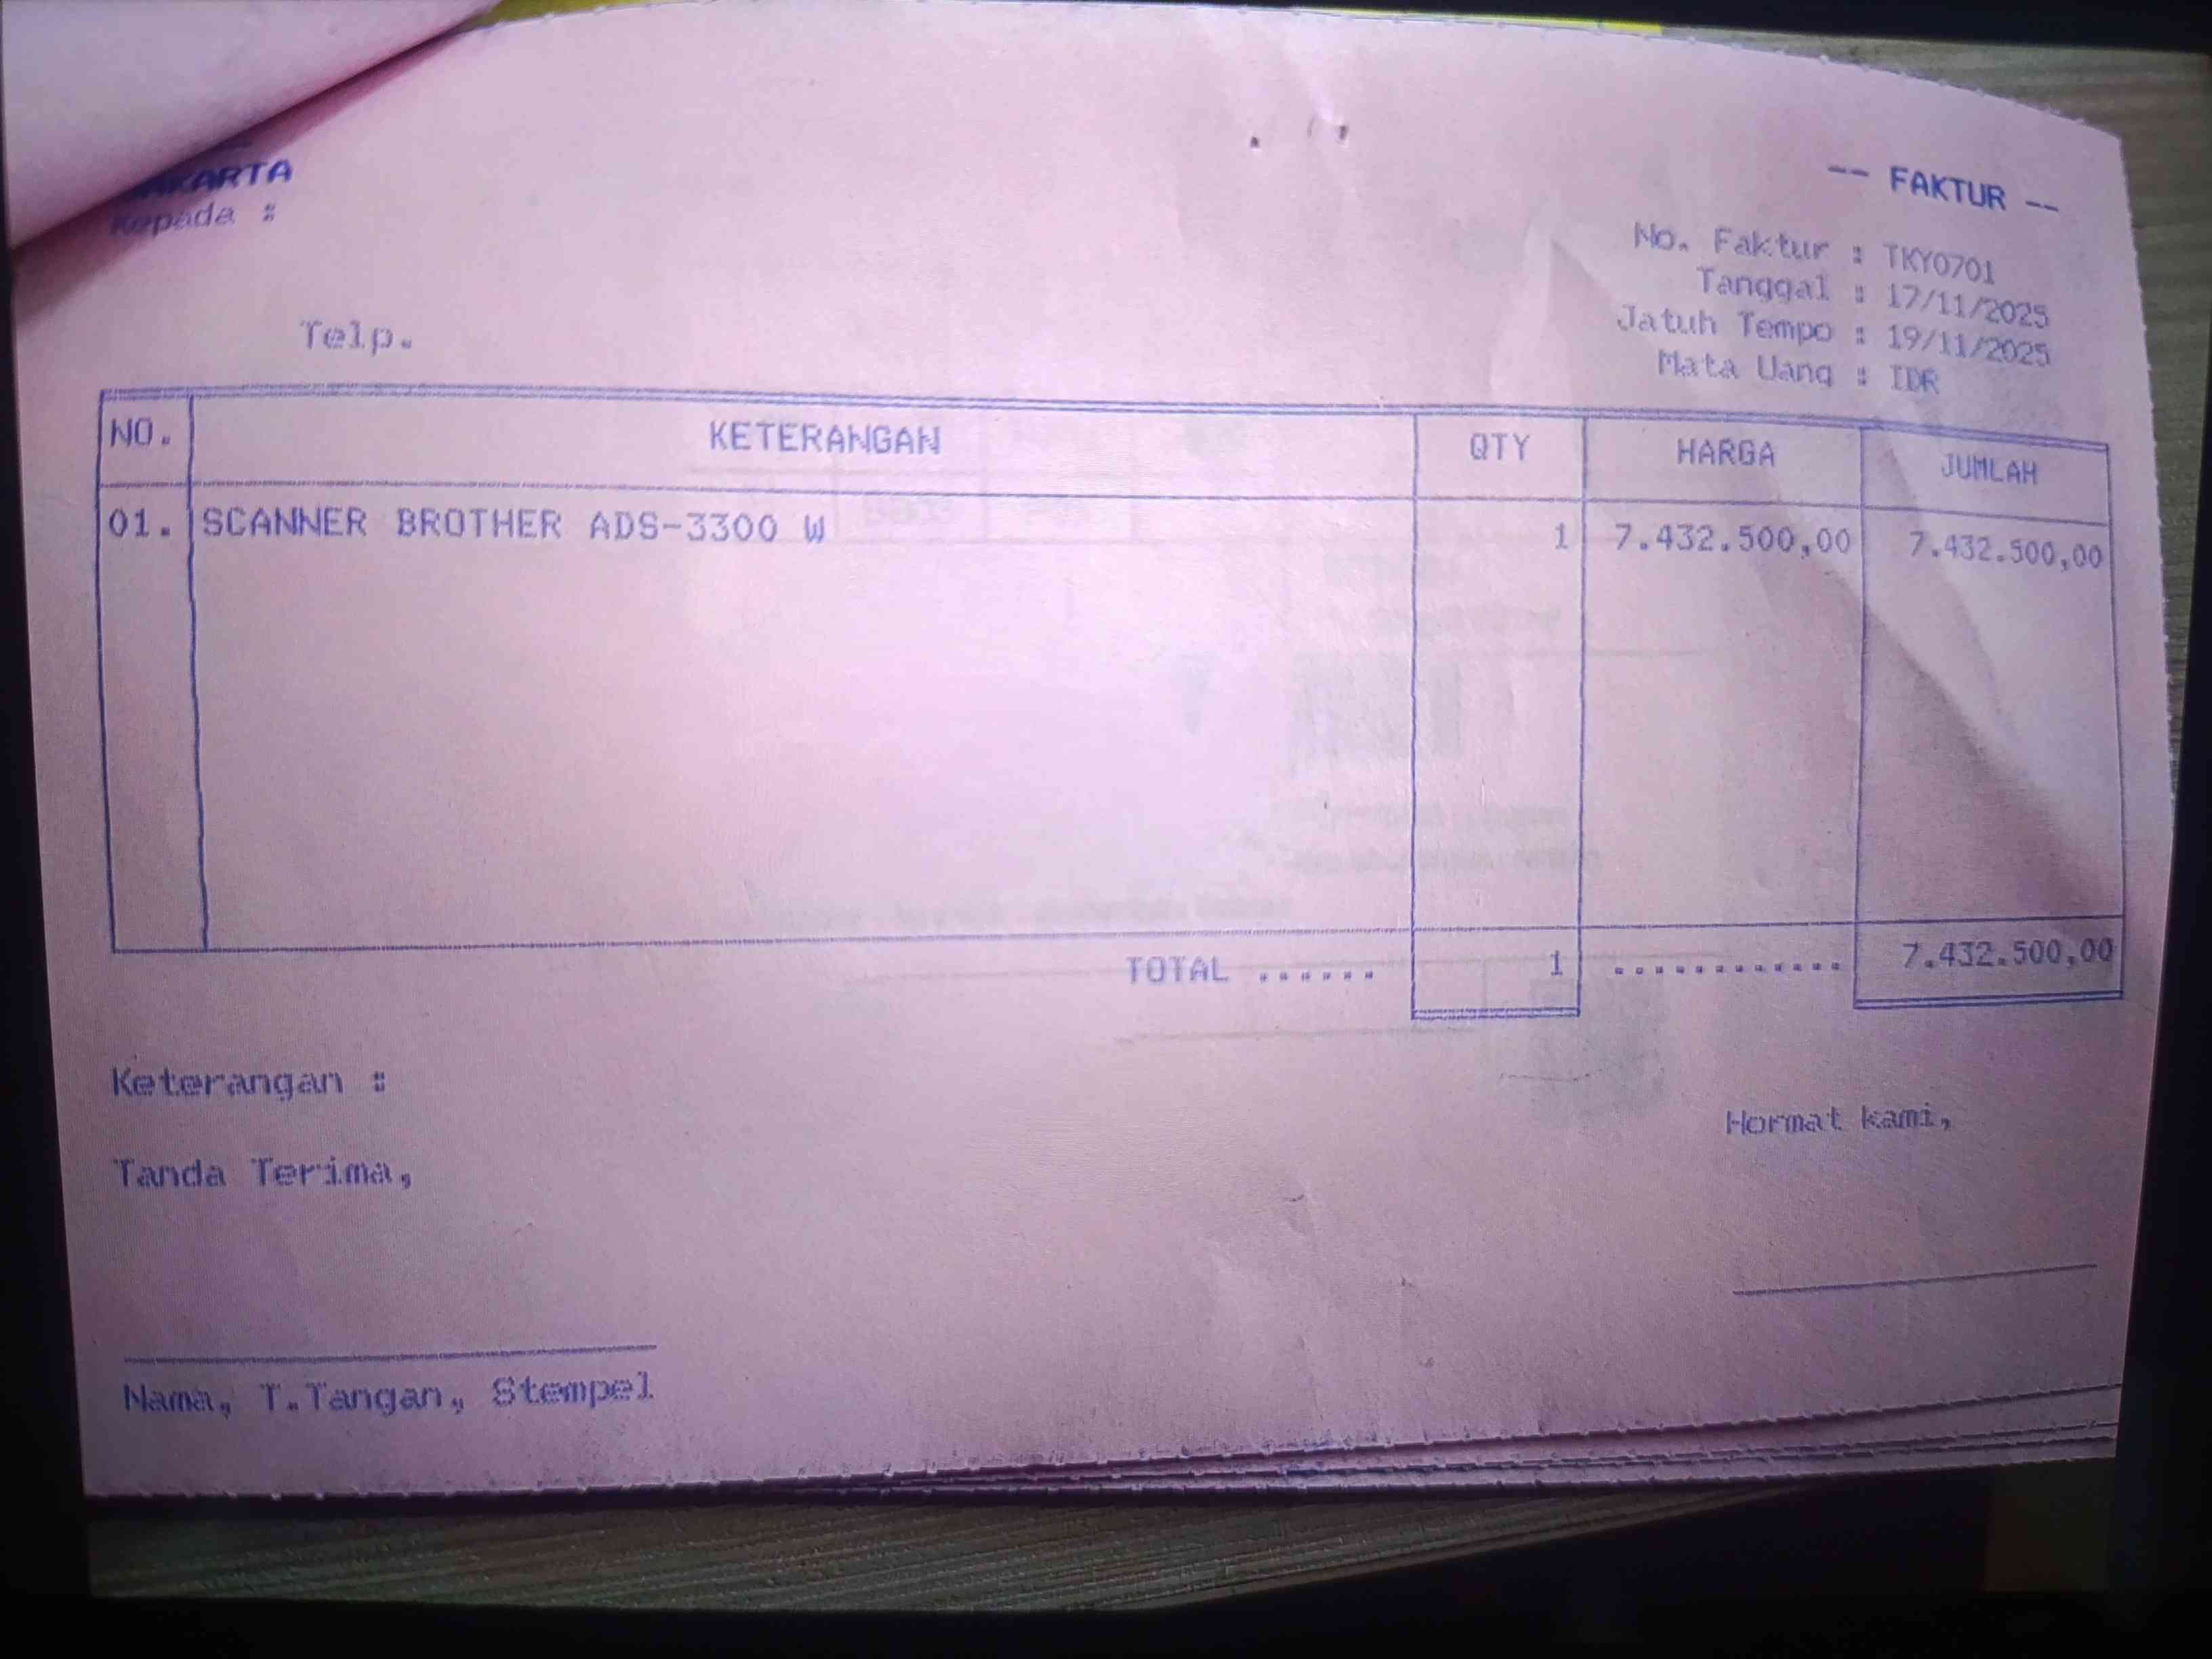 -- FAKTUR --
Kepada :
No. Faktur : TKY0701
Tanggal : 17/11/2025
Jatuh Tempo : 19/11/2025
Mata Uang : IDR
Telp.
NO. KETERANGAN QTY HARGA JUMLAH
01. SCANNER BROTHER ADS-3300 W 1 7.432.500,00 7.432.500,00
TOTAL ...... 1 ............ 7.432.500,00
Keterangan :
Hormat kami,
Tanda Terima,
Nama, T.Tangan, Stempel